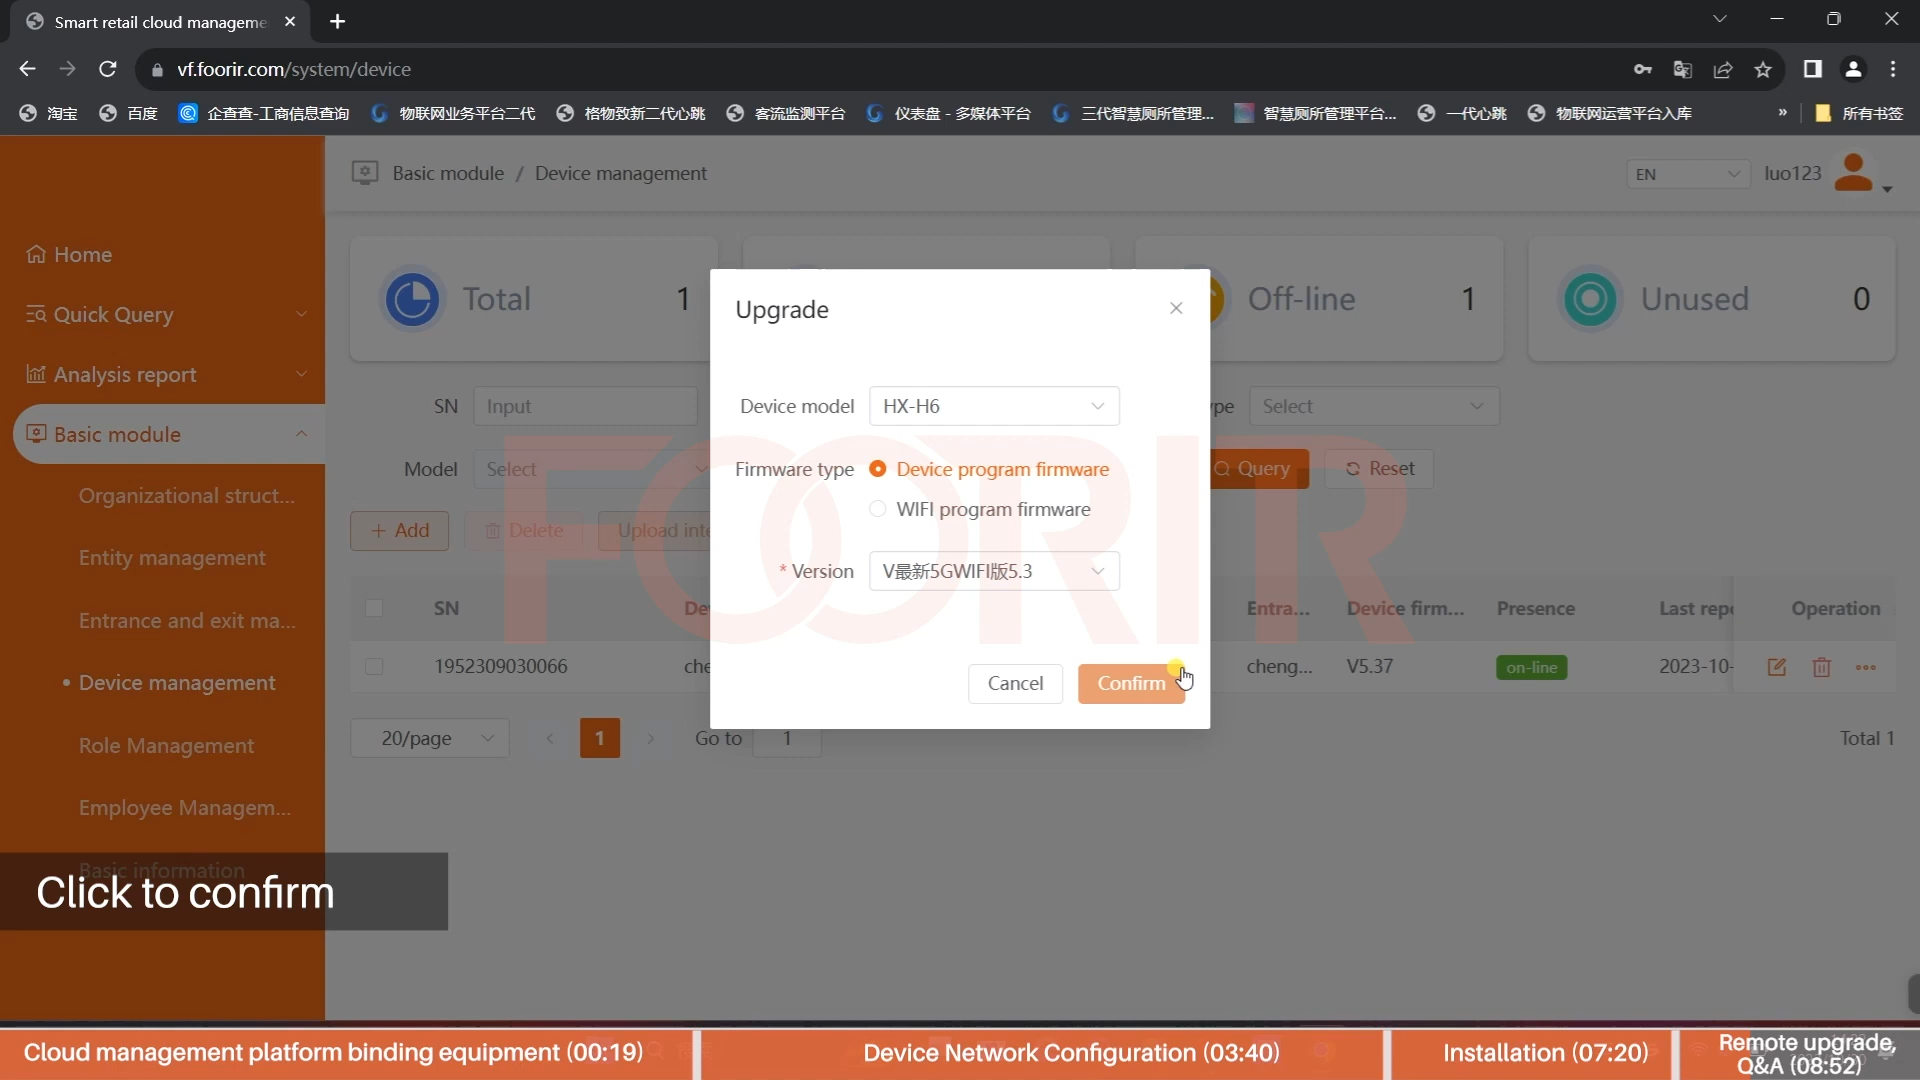 Smart retail cloud manageme
vf.foorir.com/system/device
淘宝 百度 企查查-工商信息查询 物联网业务平台二代 格物致新二代心跳 客流监测平台 仪表盘 - 多媒体平台 三代智慧厕所管理... 智慧厕所管理平台... 一代心跳 物联网运营平台入库 » 所有书签
Basic module / Device management
EN luo123
Home
Quick Query
Analysis report
Basic module
Organizational struct...
Entity management
Entrance and exit ma...
Device management
Role Management
Employee Managem...
Basic information
Total 1
Off-line 1
Unused 0
SN Input
ype Select
Model Select
Query Reset
+ Add Delete Upload inte
SN De Entra... Device firm... Presence Last repo Operation
1952309030066 che cheng... V5.37 on-line 2023-10-
20/page < 1 > Go to 1 Total 1
Upgrade
Device model HX-H6
Firmware type Device program firmware
WIFI program firmware
* Version V最新5GWIFI版5.3
Cancel Confirm
FOORIR
Click to confirm
Cloud management platform binding equipment (00:19)
Device Network Configuration (03:40)
Installation (07:20)
Remote upgrade,
Q&A (08:52)